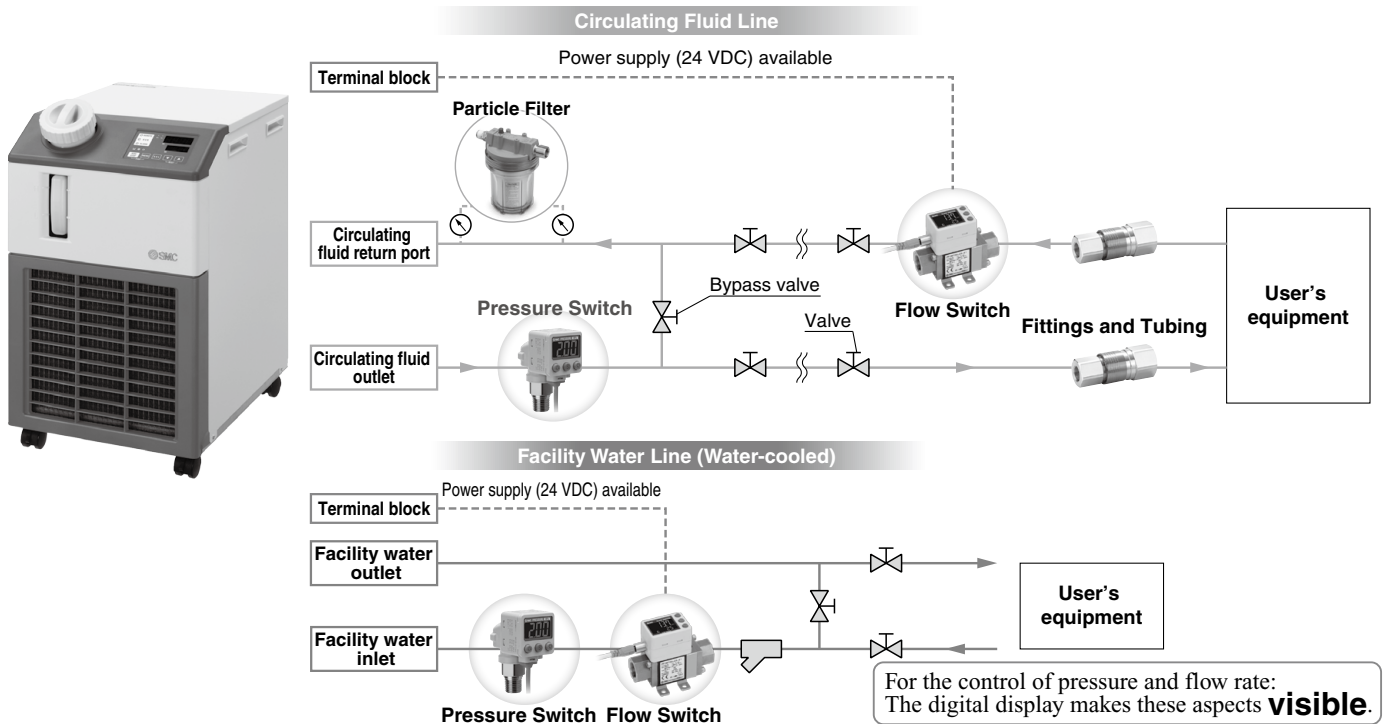 Circulating Fluid Line
Power supply (24 VDC) available
Terminal block
Particle Filter
Circulating
fluid return port
SMC
Bypass valve
Pressure Switch
Flow Switch
Valve
Fittings and Tubing
User's
equipment
Circulating fluid
outlet
200
Facility Water Line (Water-cooled)
Power supply (24 VDC) available
Terminal block
Facility water
outlet
User's
equipment
200
Facility water
inlet
Pressure Switch
Flow Switch
For the control of pressure and flow rate:
The digital display makes these aspects visible.